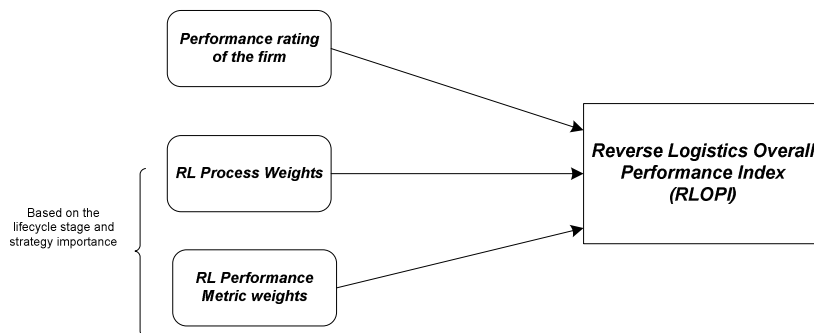 Performance rating
of the firm
RL Process Weights
Reverse Logistics Overall
Performance Index
(RLOPI)
Based on the
lifecycle stage and
strategy importance
RL Performance
Metric weights